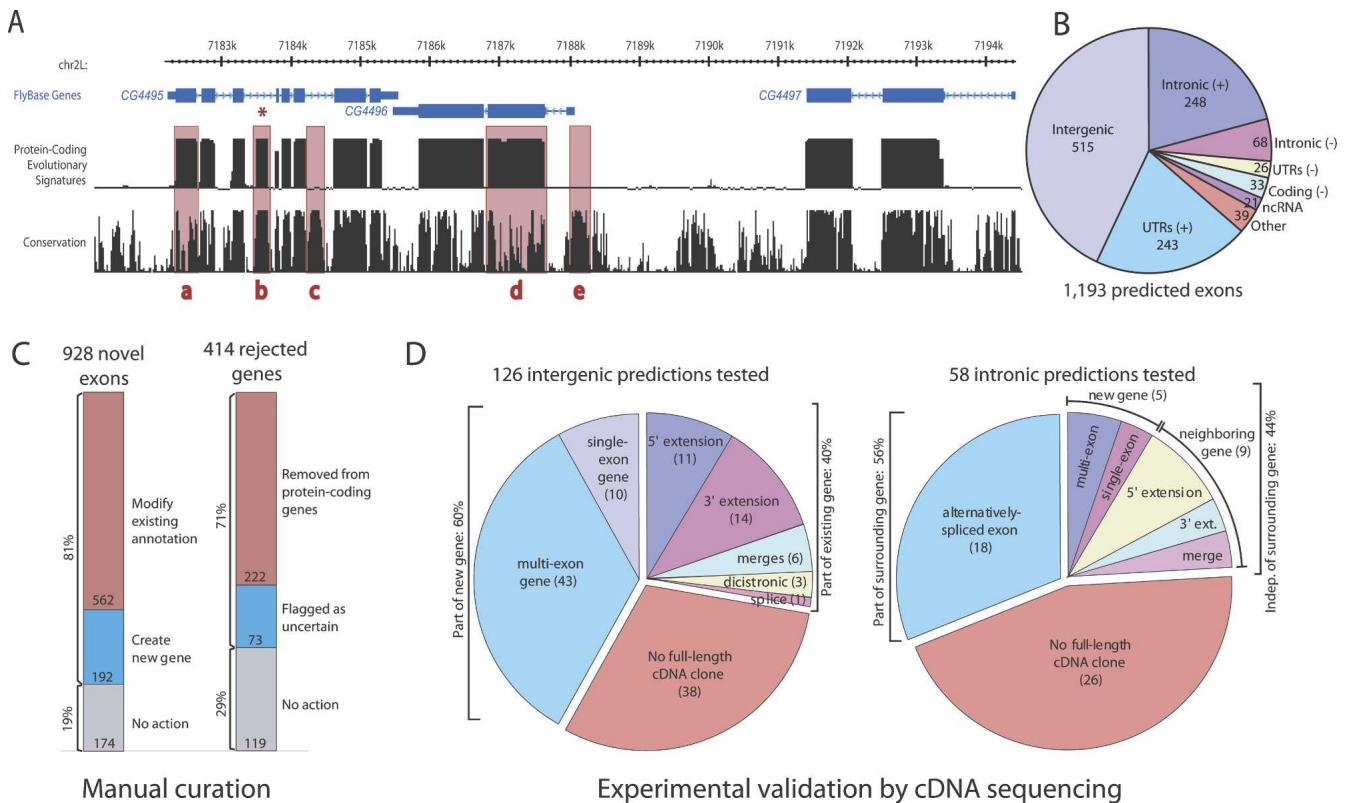 A
7183k 7184k 7185k 7186k 7187k 7188k 7189k 7190k 7191k 7192k 7193k 7194k
chr2L:
FlyBase Genes
CG4495
*
CG4496
CG4497
Protein-Coding
Evolutionary
Signatures
Conservation
a b c d e
B
Intergenic
515
Intronic (+)
248
68 Intronic (-)
26 UTRs (-)
33 Coding (-)
21 ncRNA
39 Other
UTRs (+)
243
1,193 predicted exons
C
928 novel
exons
81%
19%
562
192
174
Modify
existing
annotation
Create
new gene
No action
414 rejected
genes
71%
29%
222
73
119
Removed from
protein-coding
genes
Flagged as
uncertain
No action
Manual curation
D
126 intergenic predictions tested
Part of new gene: 60%
single-
exon
gene
(10)
multi-exon
gene (43)
5' extension
(11)
3' extension
(14)
merges (6)
dicistronic (3)
splice (1)
No full-length
cDNA clone
(38)
Part of existing gene: 40%
58 intronic predictions tested
Part of surrounding gene: 56%
alternatively-
spliced exon
(18)
new gene (5)
multi-exon
single-exon
neighboring
gene (9)
5' extension
3' ext.
merge
No full-length
cDNA clone
(26)
Indep. of surrounding gene: 44%
Experimental validation by cDNA sequencing